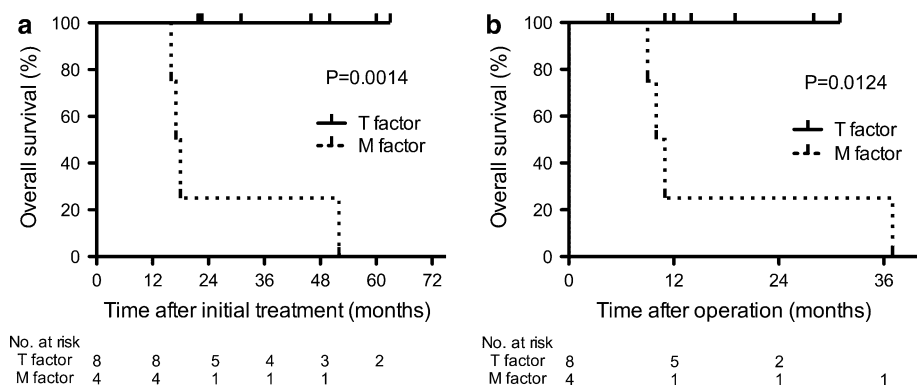 a
100
80
60
40
20
0
Overall survival (%)
P=0.0014
T factor
M factor
0 12 24 36 48 60 72
Time after initial treatment (months)
No. at risk
T factor 8 8 5 4 3 2
M factor 4 4 1 1 1
b
100
80
60
40
20
0
Overall survival (%)
P=0.0124
T factor
M factor
0 12 24 36
Time after operation (months)
No. at risk
T factor 8 5 2
M factor 4 1 1 1